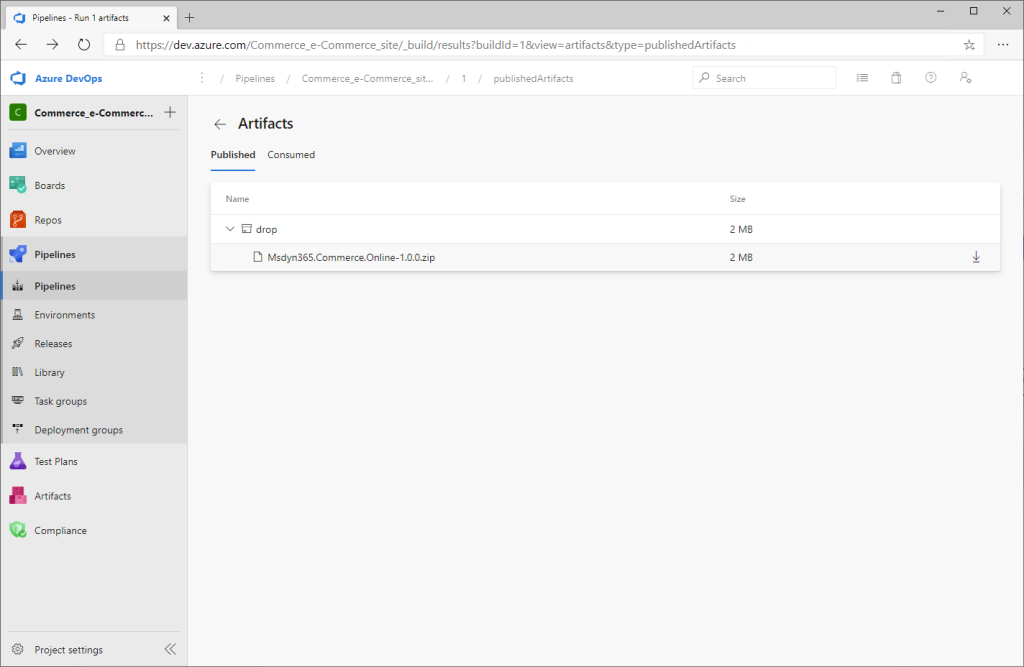 Pipelines - Run 1 artifacts
https://dev.azure.com/Commerce_e-Commerce_site/_build/results?buildId=1&view=artifacts&type=publishedArtifacts
Azure DevOps
/ Pipelines / Commerce_e-Commerce_sit... / 1 / publishedArtifacts
Search
C Commerce_e-Commerc...
Overview
Boards
Repos
Pipelines
Pipelines
Environments
Releases
Library
Task groups
Deployment groups
Test Plans
Artifacts
Compliance
Project settings
Artifacts
Published Consumed
Name Size
drop 2 MB
Msdyn365.Commerce.Online-1.0.0.zip 2 MB